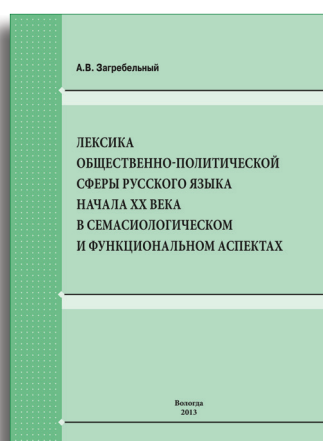 А.В. Загребельный
ЛЕКСИКА
ОБЩЕСТВЕННО-ПОЛИТИЧЕСКОЙ
СФЕРЫ РУССКОГО ЯЗЫКА
НАЧАЛА XX ВЕКА
В СЕМАСИОЛОГИЧЕСКОМ
И ФУНКЦИОНАЛЬНОМ АСПЕКТАХ
Вологда
2013